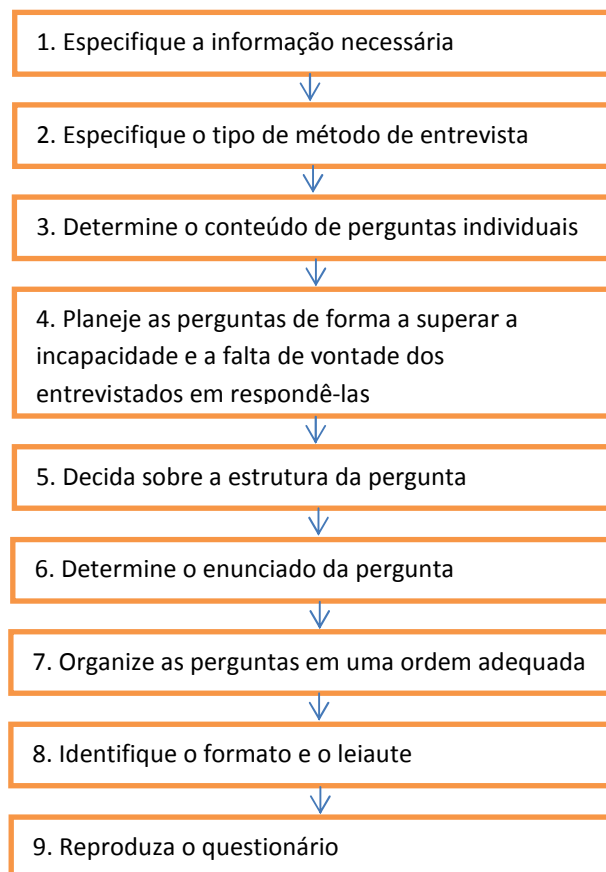 1. Especifique a informação necessária
2. Especifique o tipo de método de entrevista
3. Determine o conteúdo de perguntas individuais
4. Planeje as perguntas de forma a superar a
incapacidade e a falta de vontade dos
entrevistados em respondê-las
5. Decida sobre a estrutura da pergunta
6. Determine o enunciado da pergunta
7. Organize as perguntas em uma ordem adequada
8. Identifique o formato e o leiaute
9. Reproduza o questionário